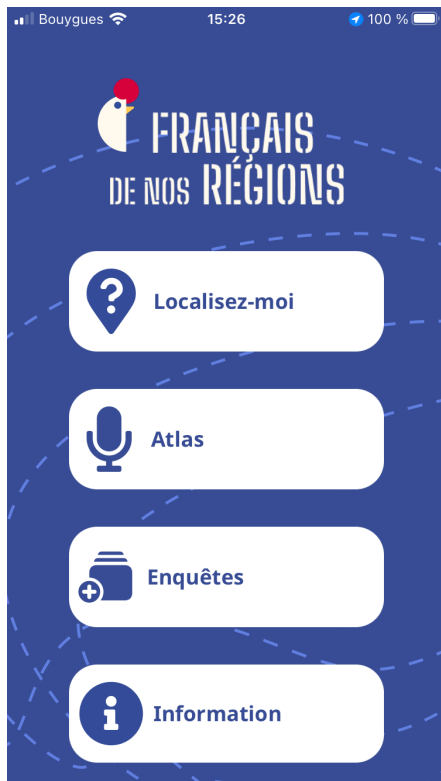 Bouygues 15:26 100 %
FRANÇAIS
DE NOS RÉGIONS
Localisez-moi
Atlas
Enquêtes
Information